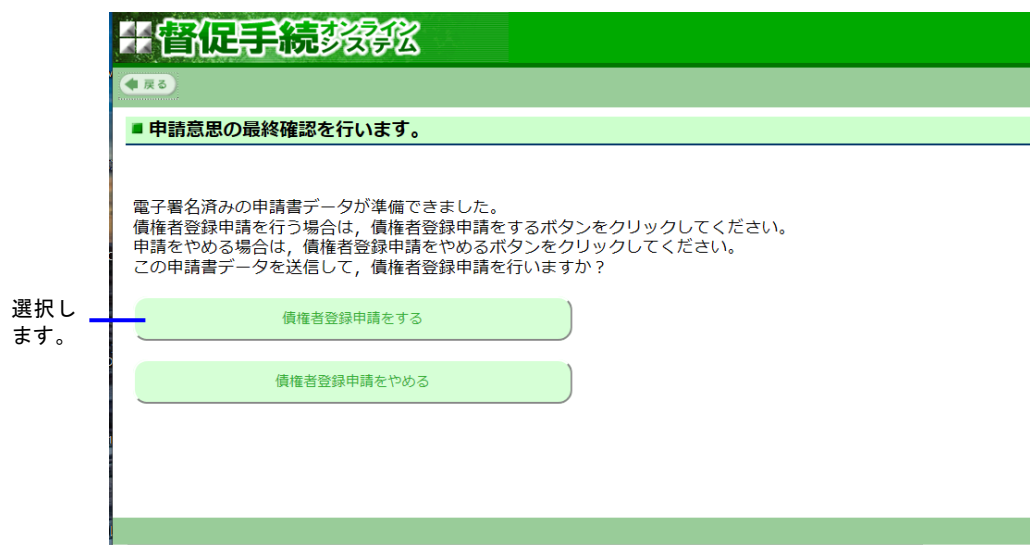 督促手続オンラインシステム
戻る
申請意思の最終確認を行います。
電子署名済みの申請書データが準備できました。
債権者登録申請を行う場合は，債権者登録申請をするボタンをクリックしてください。
申請をやめる場合は，債権者登録申請をやめるボタンをクリックしてください。
この申請書データを送信して，債権者登録申請を行いますか？
選択し
ます。
債権者登録申請をする
債権者登録申請をやめる